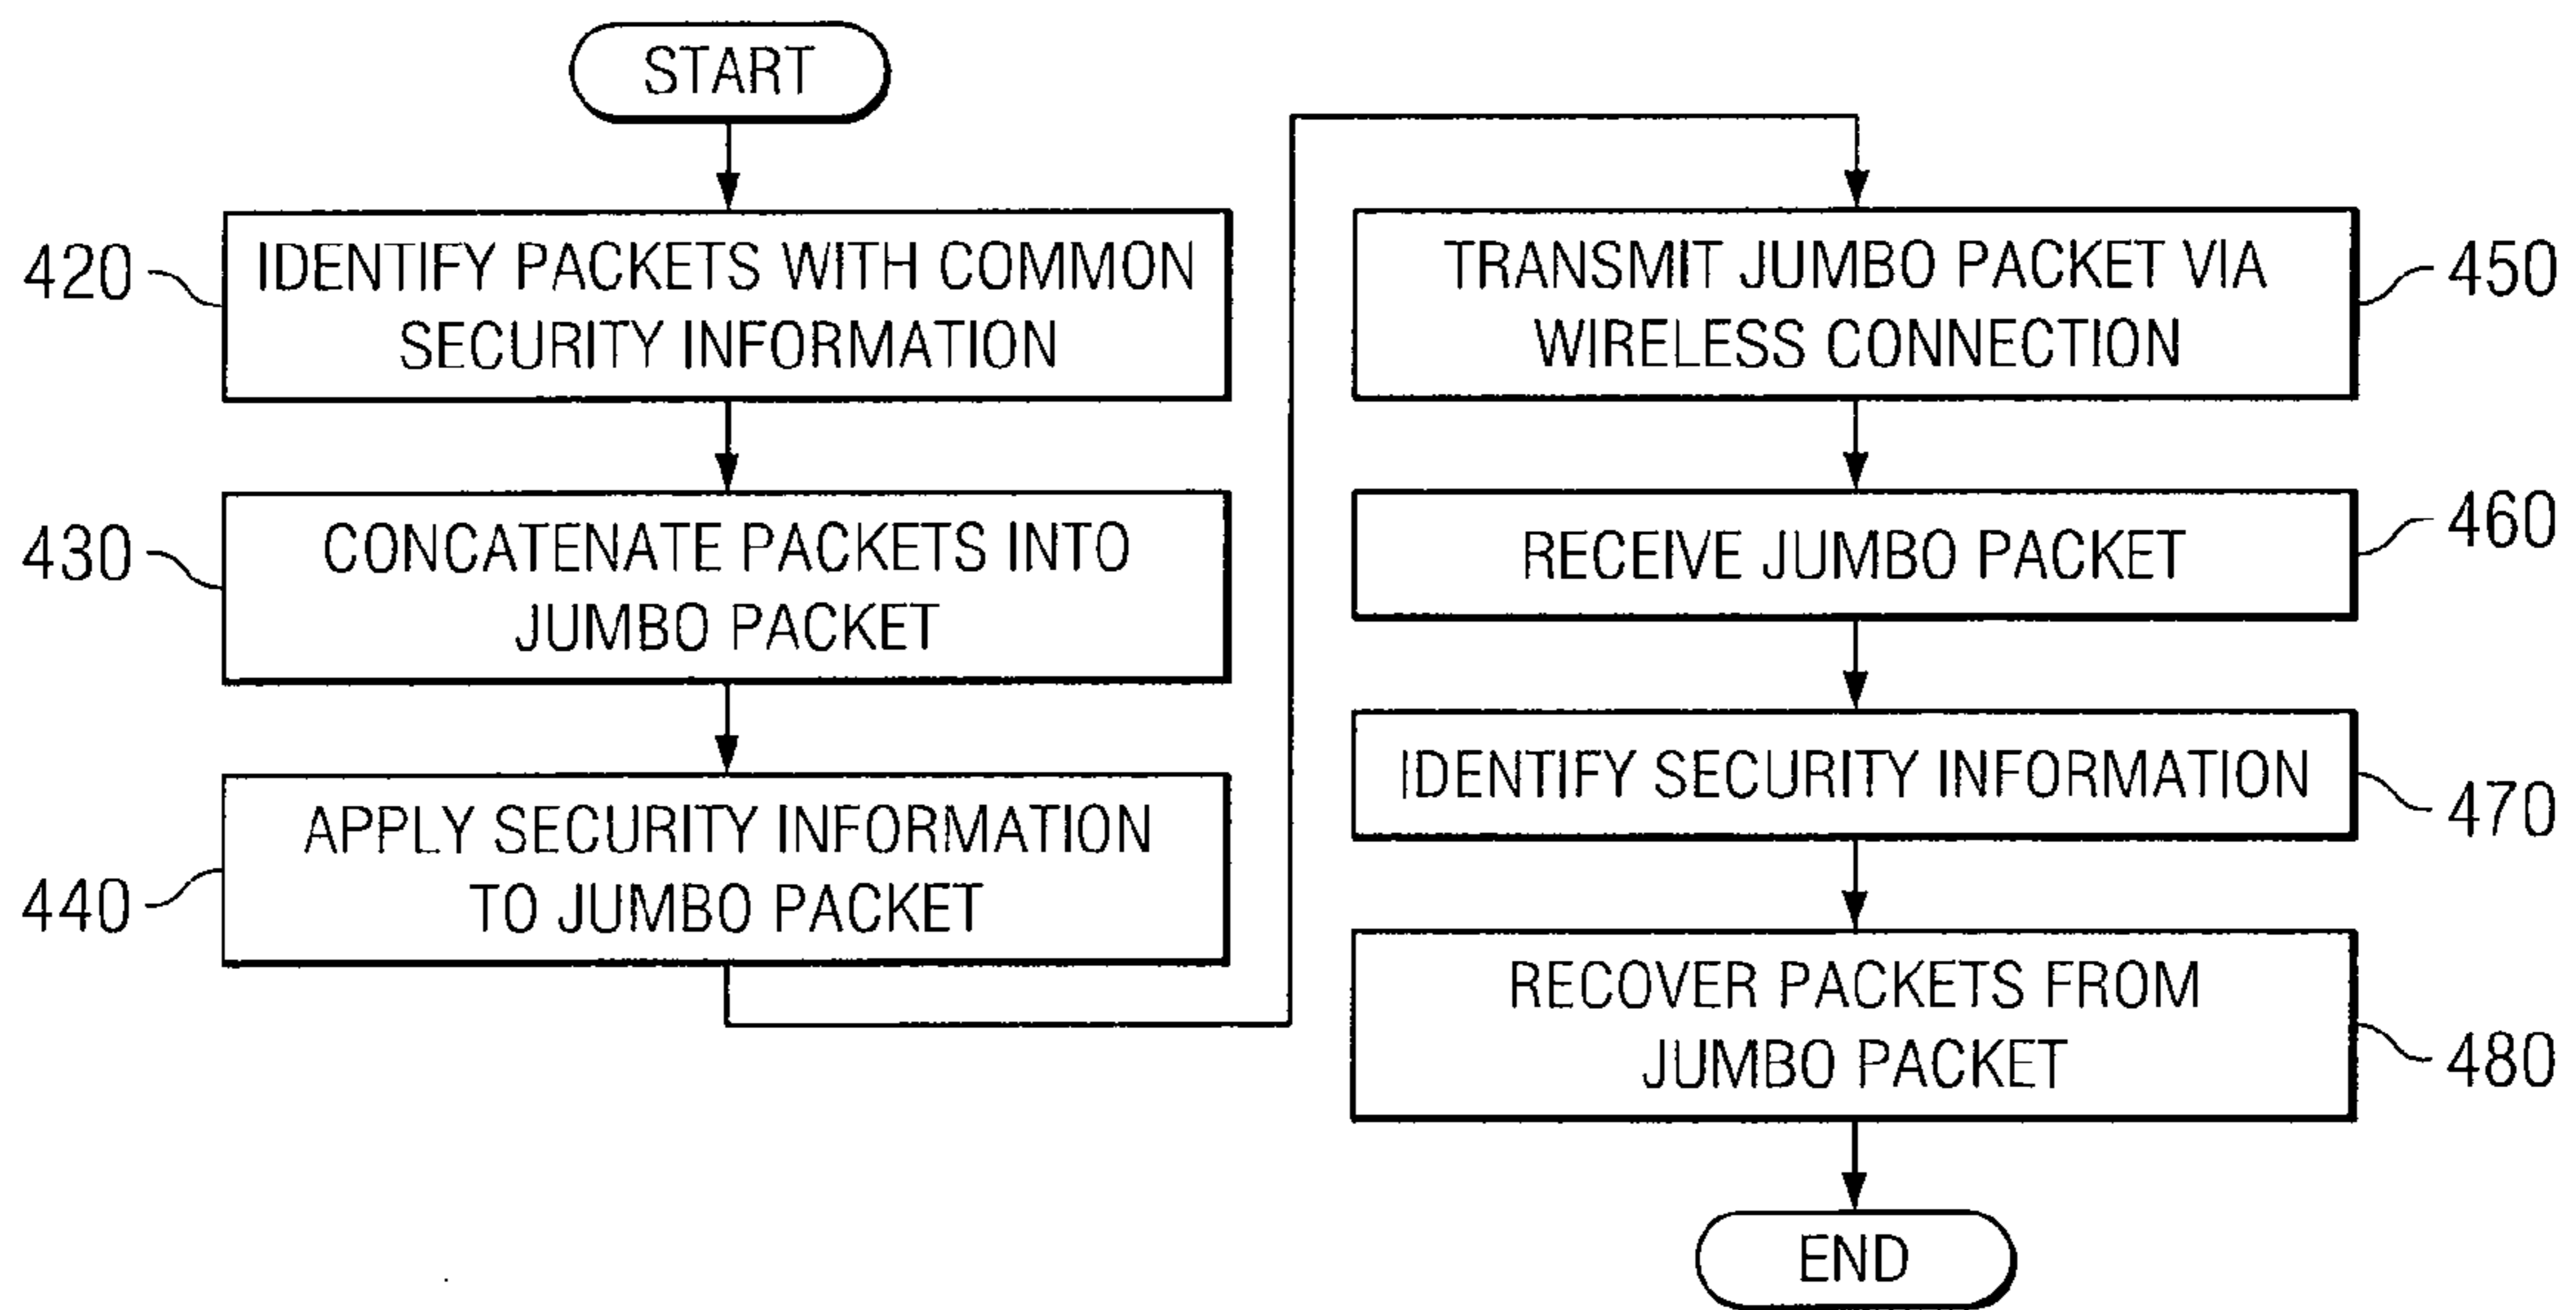 START
420
IDENTIFY PACKETS WITH COMMON
SECURITY INFORMATION
430
CONCATENATE PACKETS INTO
JUMBO PACKET
440
APPLY SECURITY INFORMATION
TO JUMBO PACKET
TRANSMIT JUMBO PACKET VIA
WIRELESS CONNECTION
450
RECEIVE JUMBO PACKET
460
IDENTIFY SECURITY INFORMATION
470
RECOVER PACKETS FROM
JUMBO PACKET
480
END